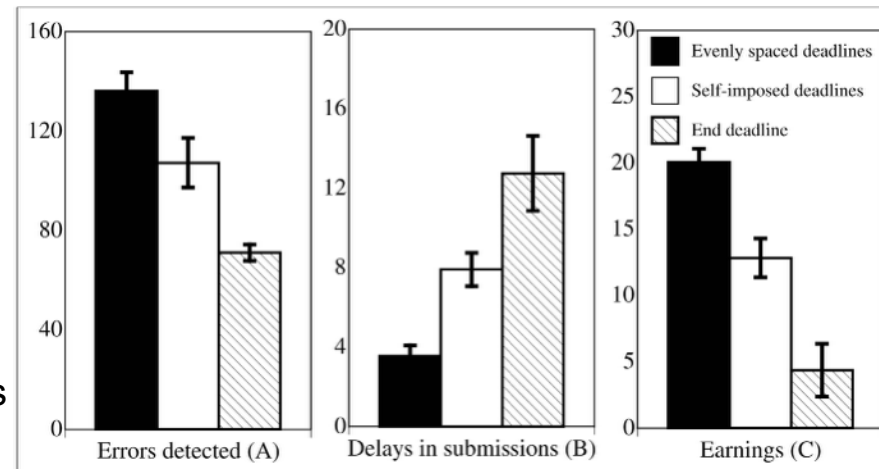 160
120
80
40
0
Errors detected (A)
20
16
12
8
4
0
Delays in submissions (B)
30
25
20
15
10
5
0
Evenly spaced deadlines
Self-imposed deadlines
End deadline
Earnings (C)
s